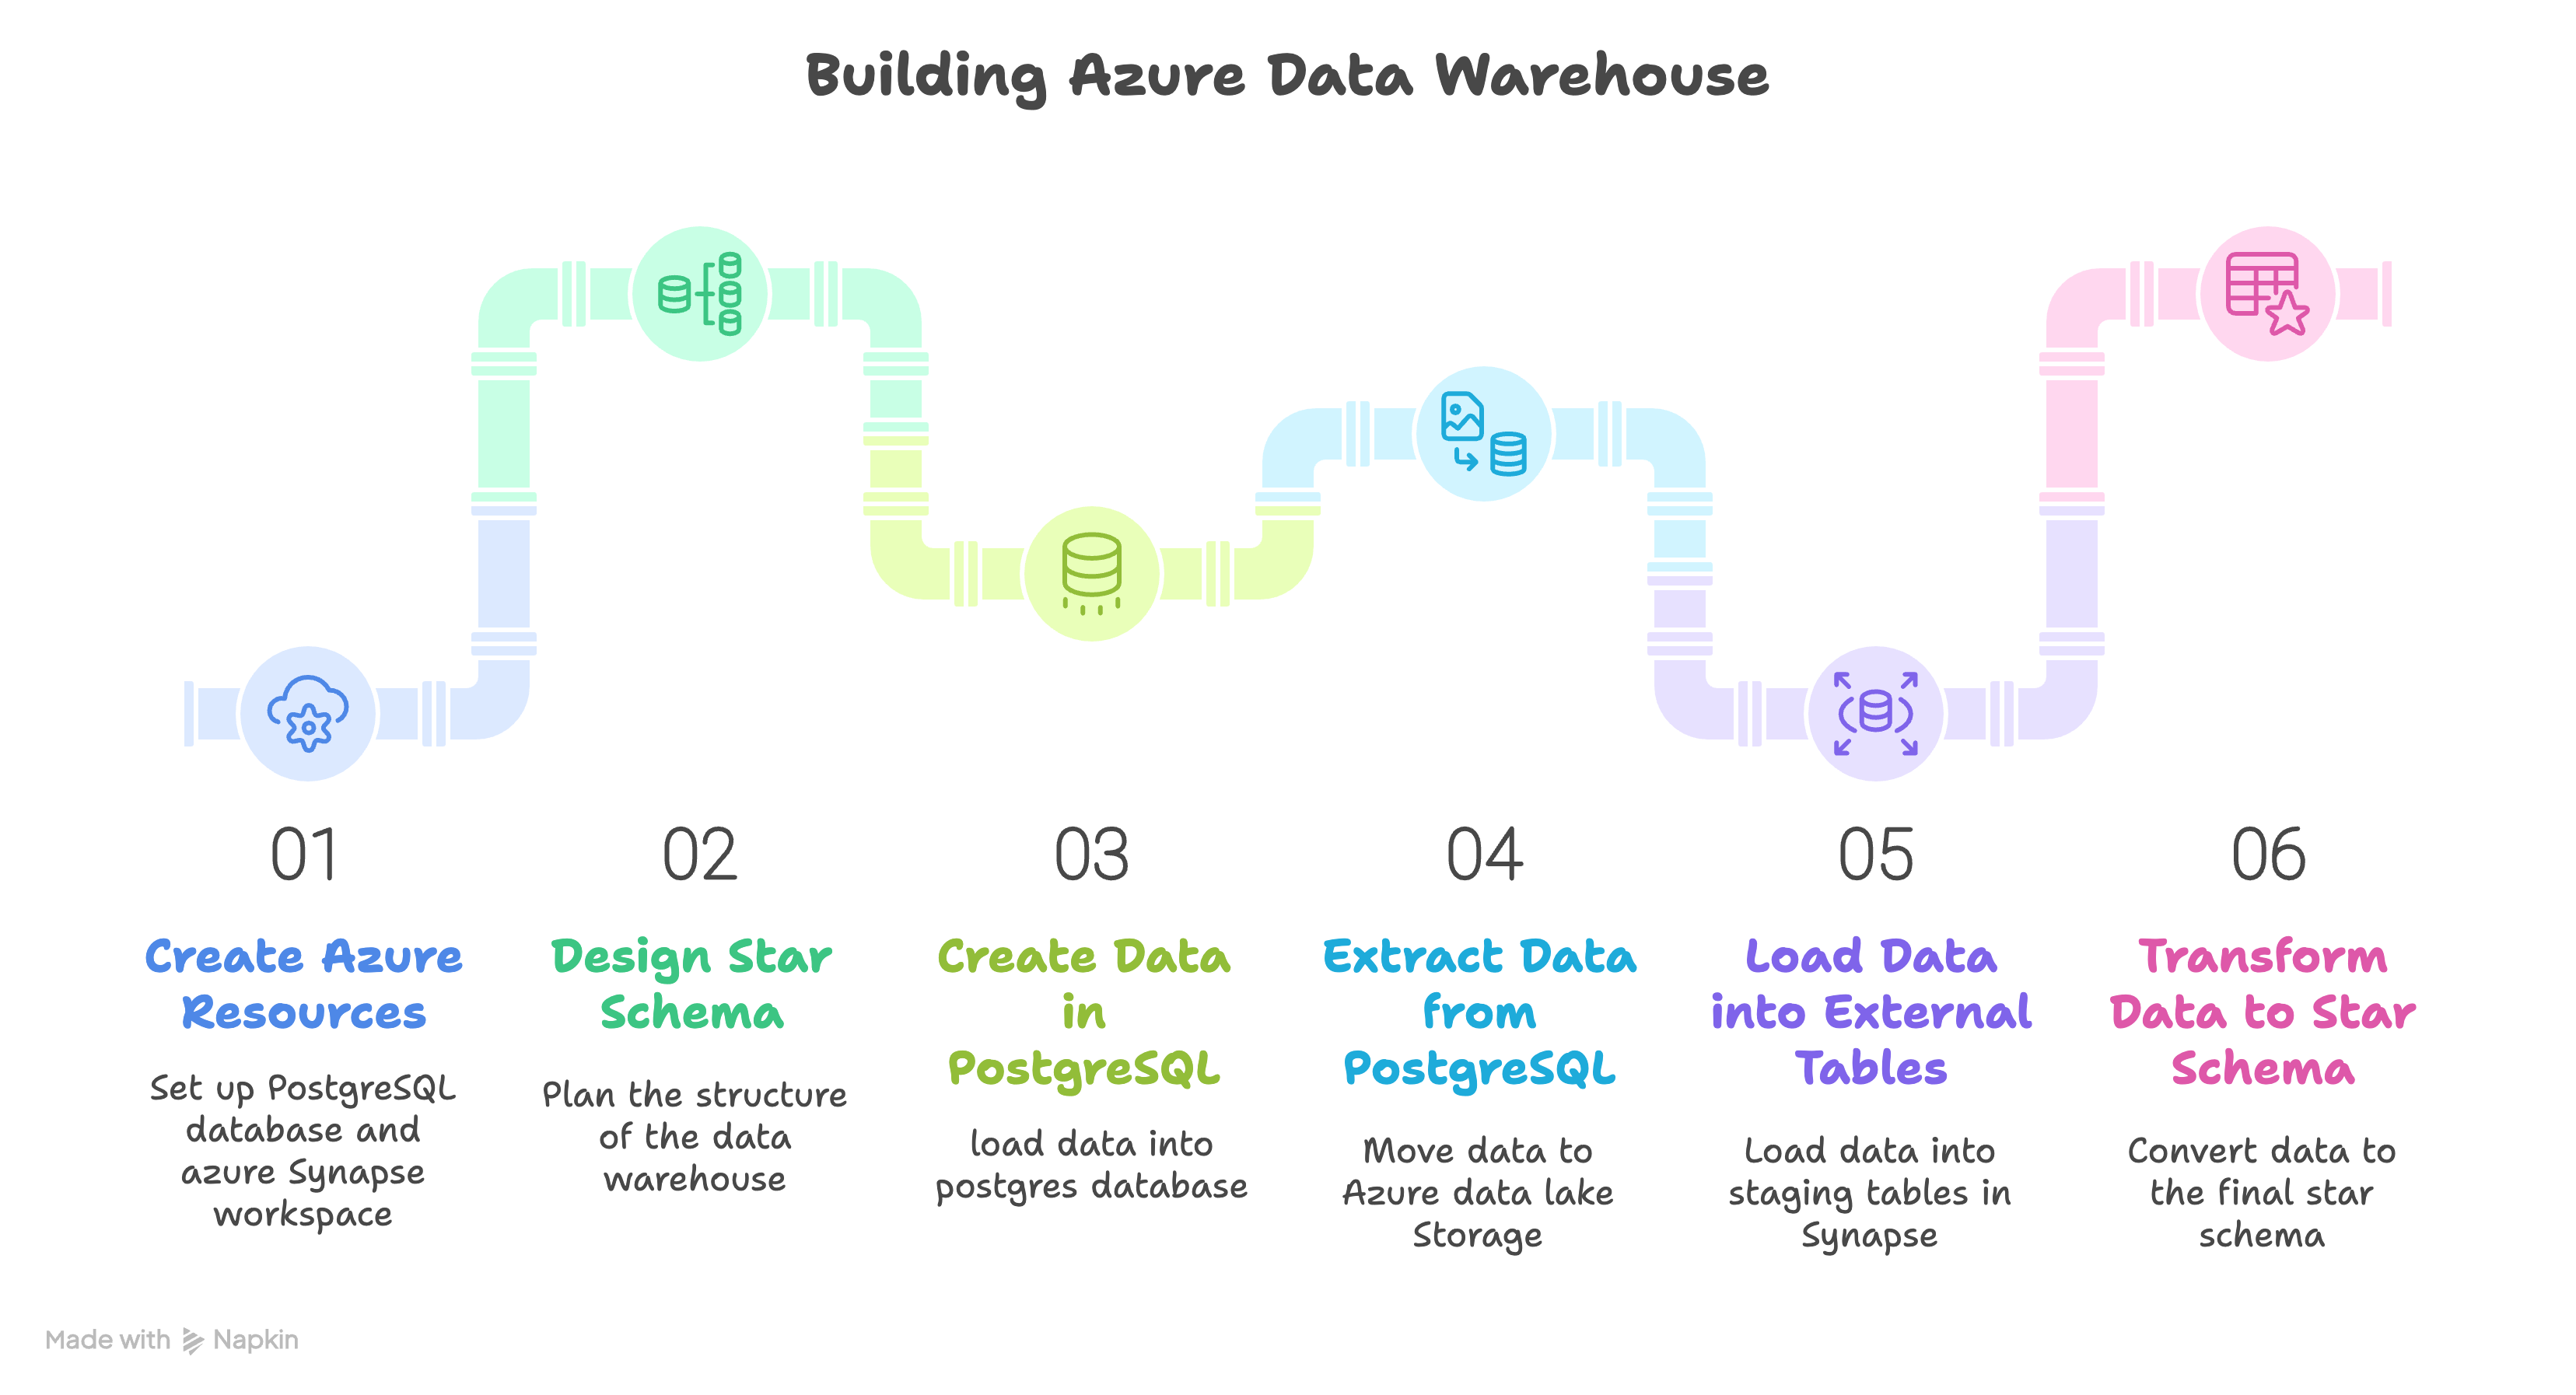 Building Azure Data Warehouse
01
Create Azure
Resources
Set up PostgreSQL
database and
azure Synapse
workspace
02
Design Star
Schema
Plan the structure
of the data
warehouse
03
Create Data
in
PostgreSQL
load data into
postgres database
04
Extract Data
from
PostgreSQL
Move data to
Azure data lake
Storage
05
Load Data
into External
Tables
Load data into
staging tables in
Synapse
06
Transform
Data to Star
Schema
Convert data to
the final star
schema
Made with Napkin